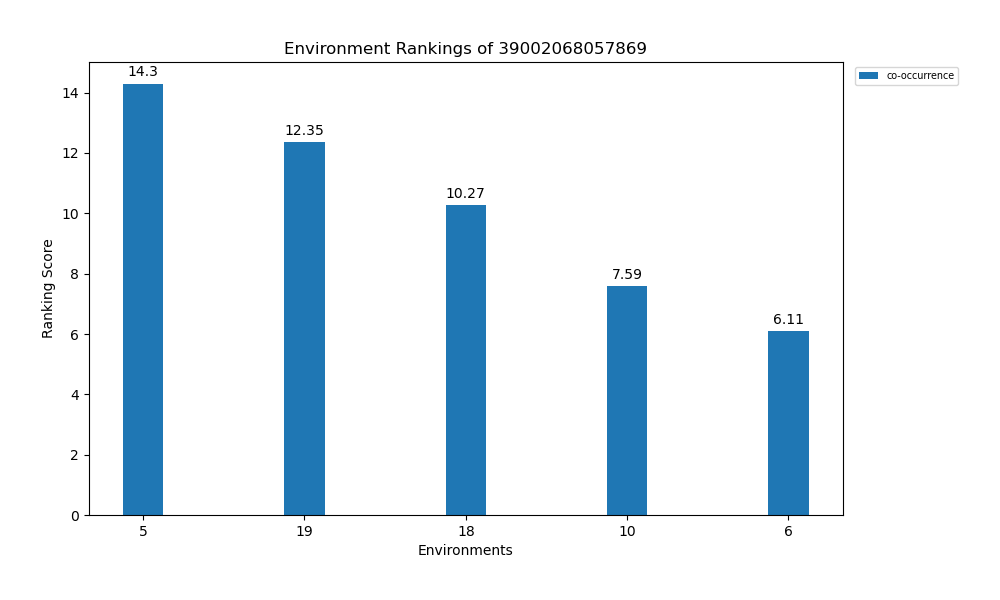 Environment Rankings of 39002068057869
co-occurrence
14.3
12.35
10.27
7.59
6.11
14
12
10
8
6
4
2
0
Ranking Score
5 19 18 10 6
Environments